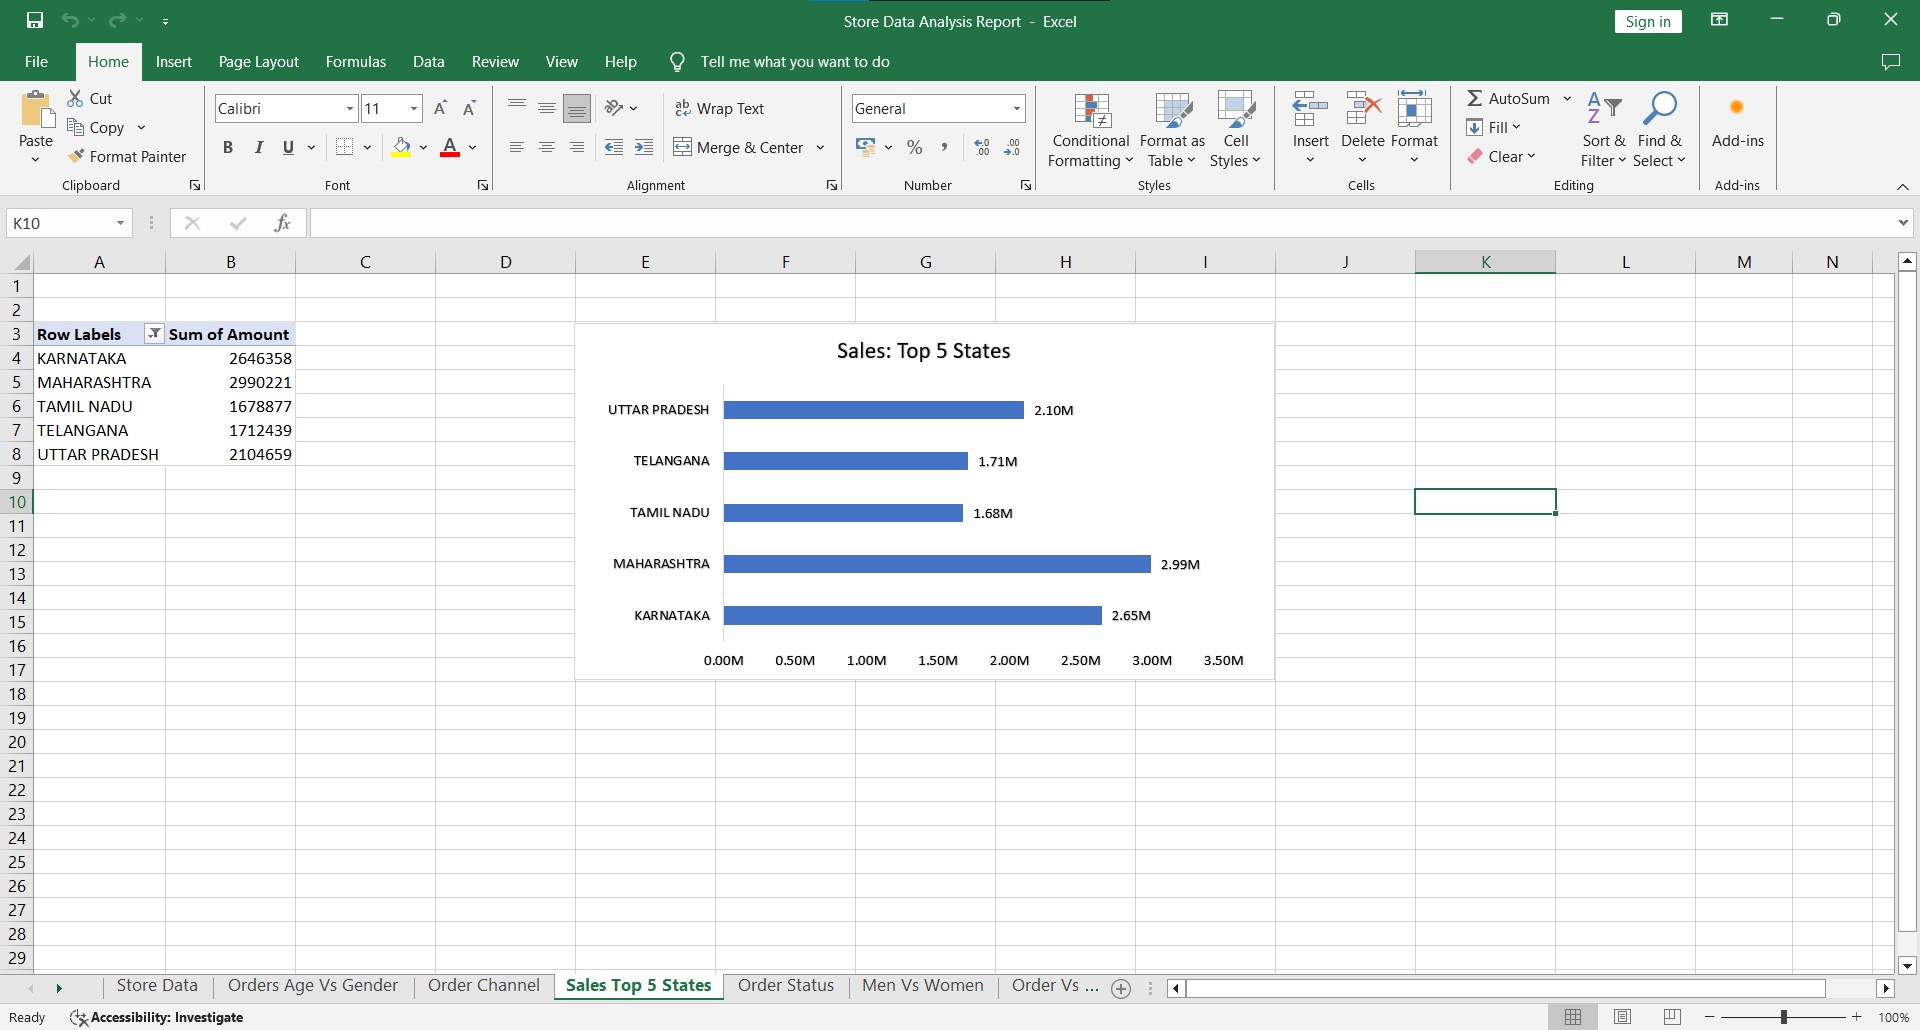 Store Data Analysis Report - Excel
Sign in
File Home Insert Page Layout Formulas Data Review View Help Tell me what you want to do
Paste
Cut
Copy
Format Painter
Clipboard
Calibri 11
B I U
Font
Wrap Text
Merge & Center
Alignment
General
Number
Conditional Formatting
Format as Table
Cell Styles
Styles
Insert
Delete
Format
Cells
AutoSum
Fill
Clear
Sort & Filter
Find & Select
Editing
Add-ins
Add-ins
K10
fx
A B C D E F G H I J K L M N
1
2
3 Row Labels Sum of Amount
4 KARNATAKA 2646358
5 MAHARASHTRA 2990221
6 TAMIL NADU 1678877
7 TELANGANA 1712439
8 UTTAR PRADESH 2104659
9
10
11
12
13
14
15
16
17
18
19
20
21
22
23
24
25
26
27
28
29
Sales: Top 5 States
UTTAR PRADESH 2.10M
TELANGANA 1.71M
TAMIL NADU 1.68M
MAHARASHTRA 2.99M
KARNATAKA 2.65M
0.00M 0.50M 1.00M 1.50M 2.00M 2.50M 3.00M 3.50M
Store Data Orders Age Vs Gender Order Channel Sales Top 5 States Order Status Men Vs Women Order Vs ...
Ready Accessibility: Investigate 100%